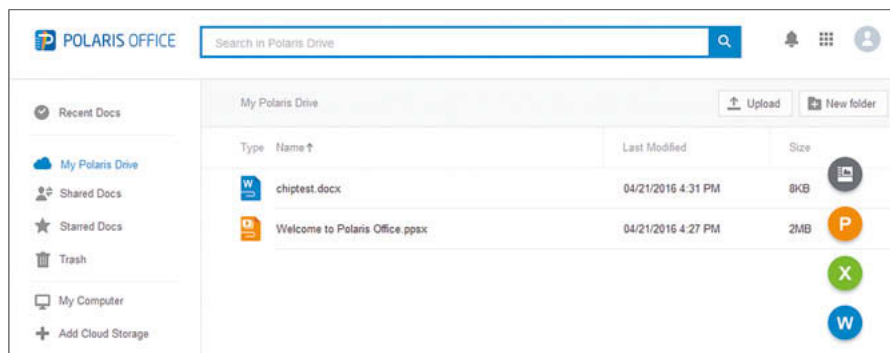 POLARIS OFFICE
Search in Polaris Drive
Recent Docs
My Polaris Drive
Shared Docs
Starred Docs
Trash
My Computer
Add Cloud Storage
My Polaris Drive
Upload
New folder
Type Name↑ Last Modified Size
W chiptest.docx 04/21/2016 4:31 PM 8KB
Welcome to Polaris Office.ppsx 04/21/2016 4:27 PM 2MB
P
X
W